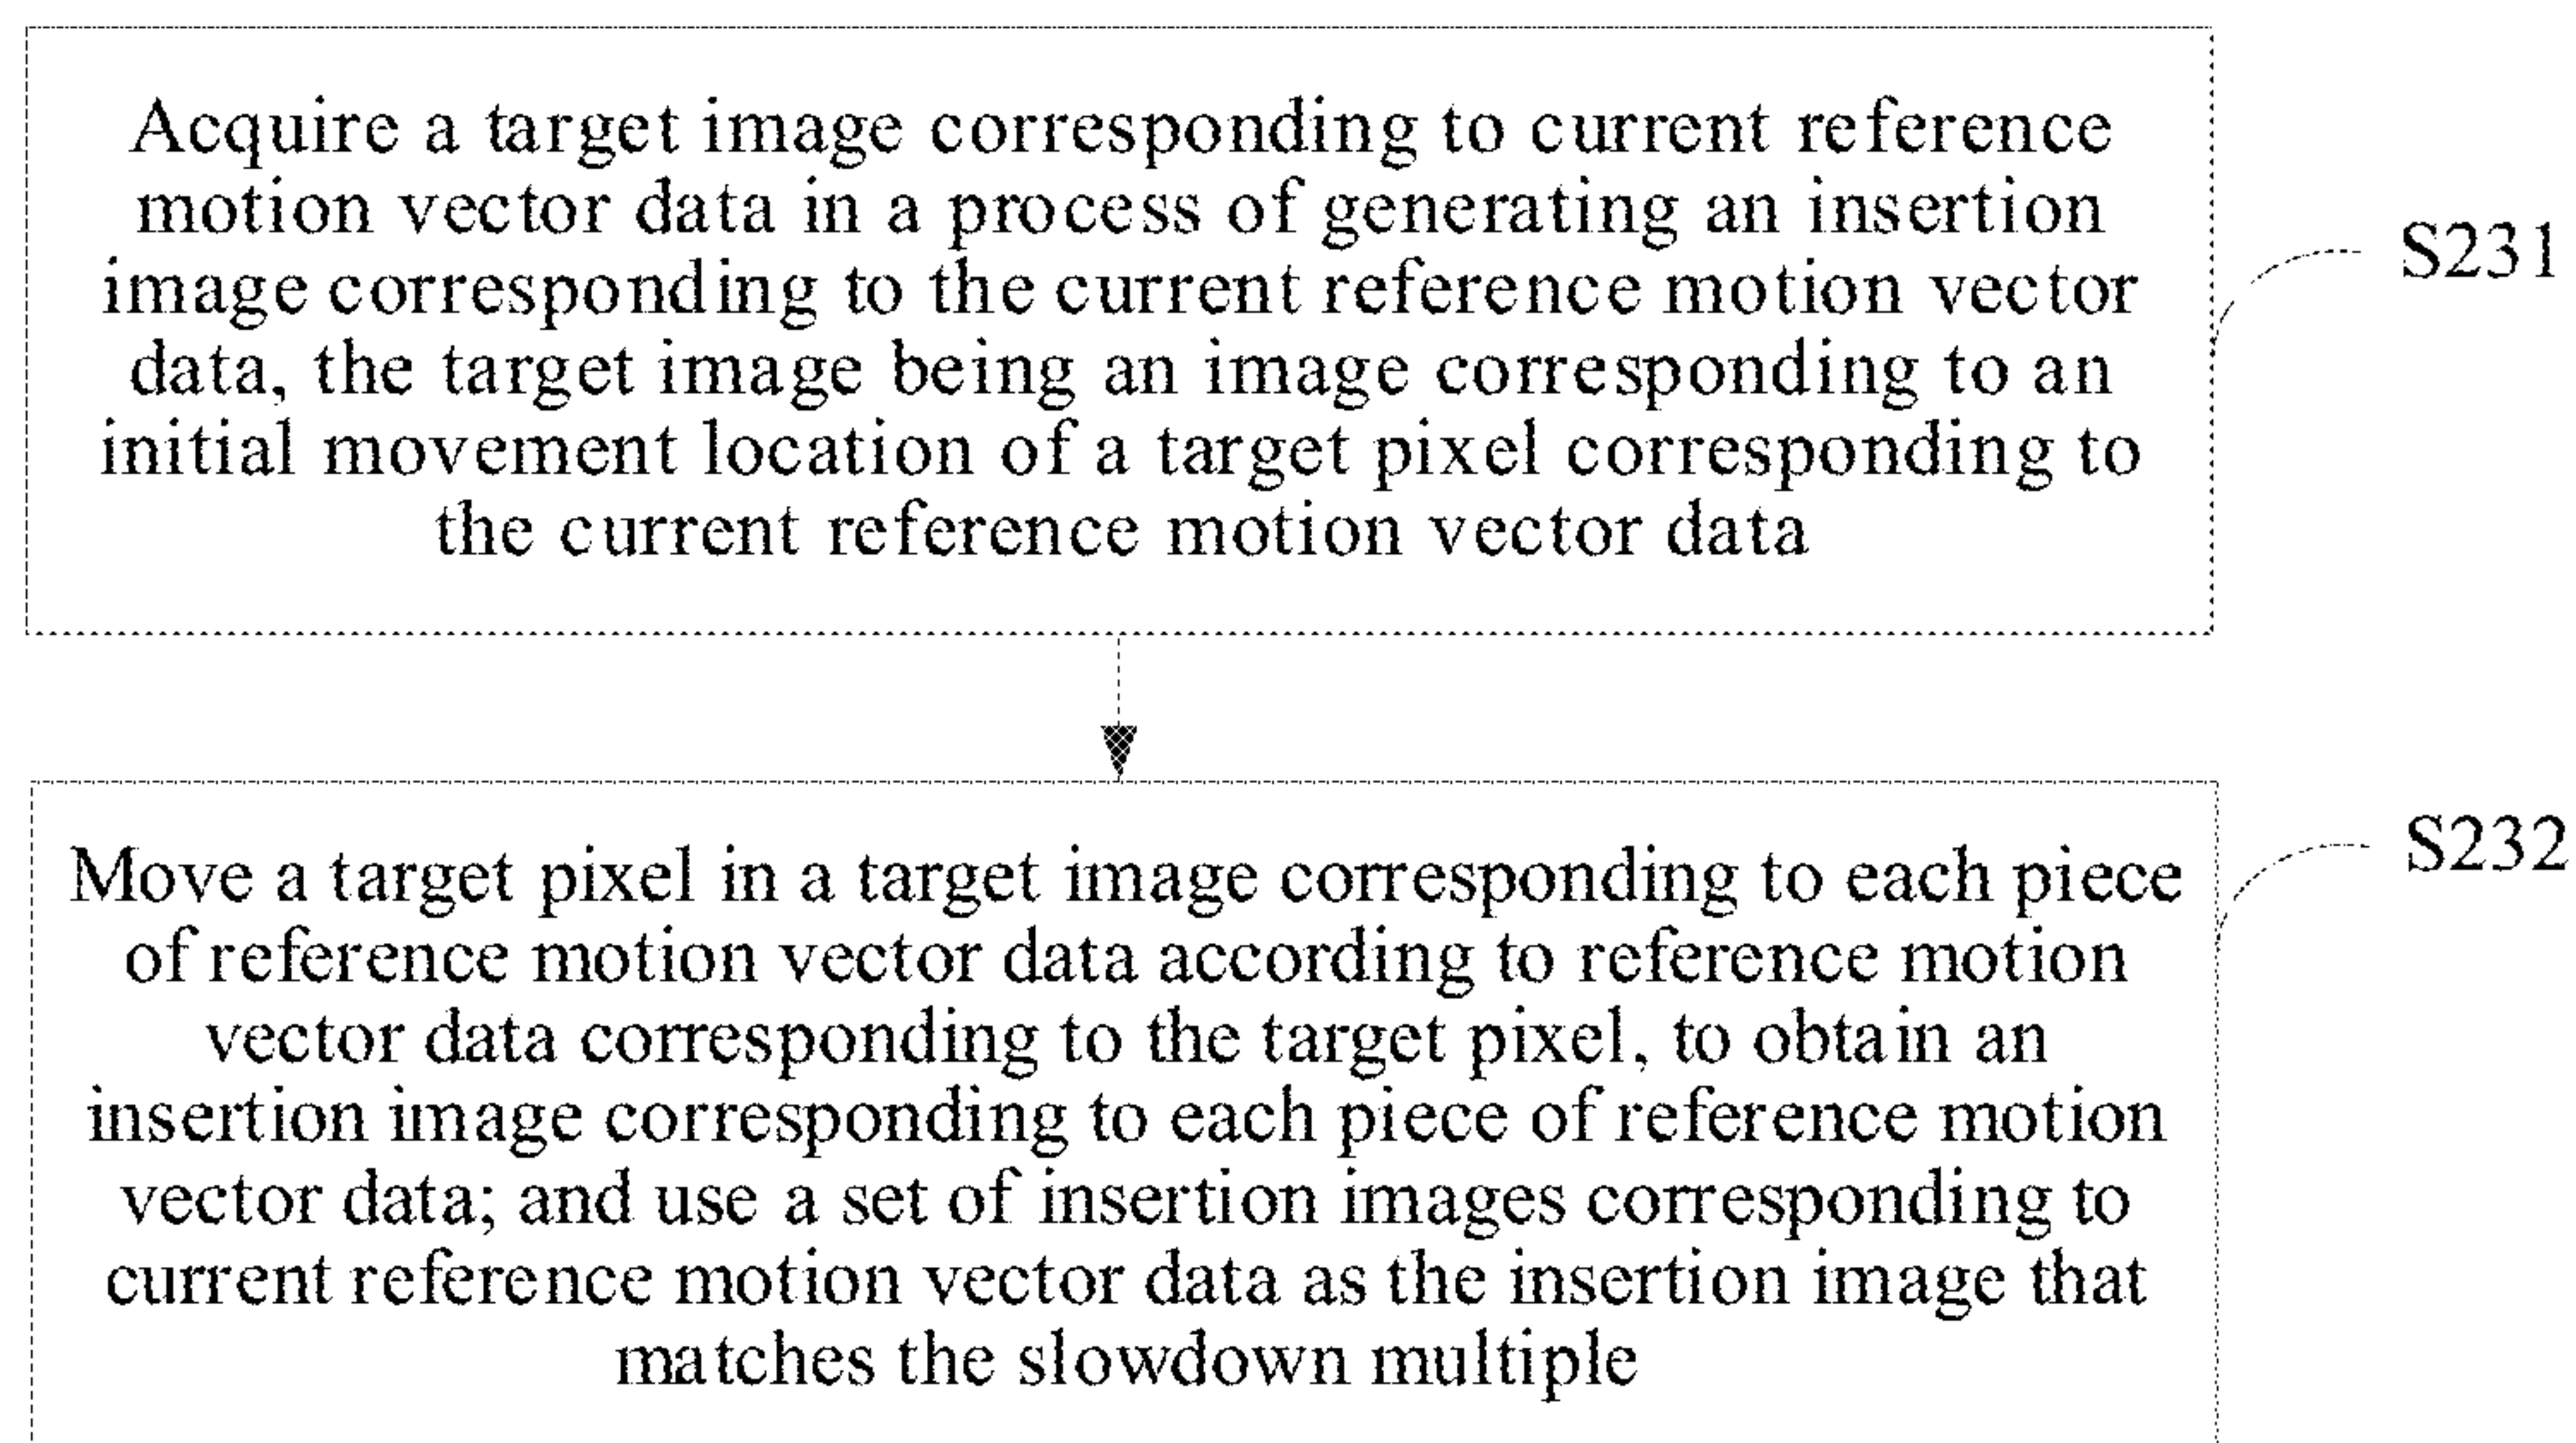 Acquire a target image corresponding to current reference
motion vector data in a process of generating an insertion
image corresponding to the current reference motion vector
data, the target image being an image corresponding to an
initial movement location of a target pixel corresponding to
the current reference motion vector data
S231
Move a target pixel in a target image corresponding to each piece
of reference motion vector data according to reference motion
vector data corresponding to the target pixel, to obtain an
insertion image corresponding to each piece of reference motion
vector data; and use a set of insertion images corresponding to
current reference motion vector data as the insertion image that
matches the slowdown multiple
S232